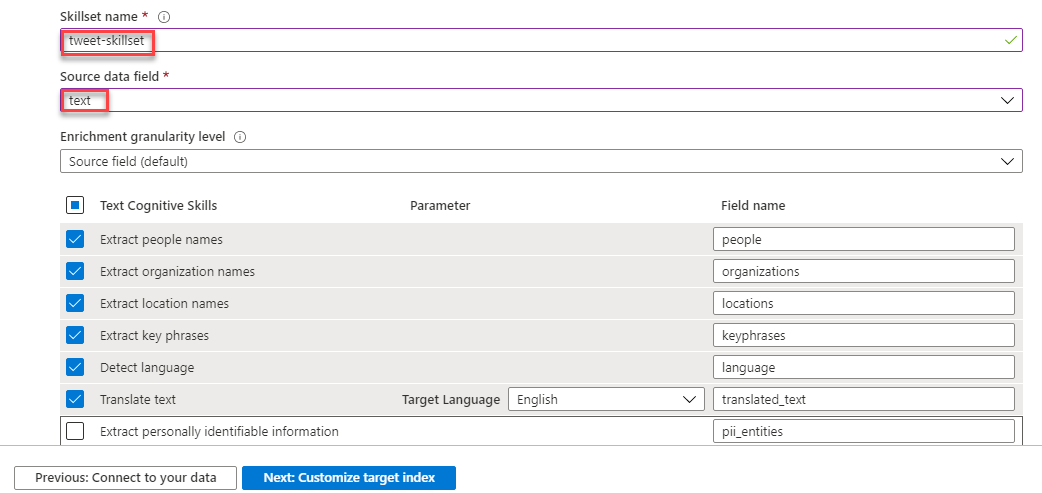 Skillset name *
tweet-skillset
Source data field *
text
Enrichment granularity level
Source field (default)
Text Cognitive Skills Parameter Field name
Extract people names people
Extract organization names organizations
Extract location names locations
Extract key phrases keyphrases
Detect language language
Translate text Target Language English translated_text
Extract personally identifiable information pii_entities
Previous: Connect to your data Next: Customize target index